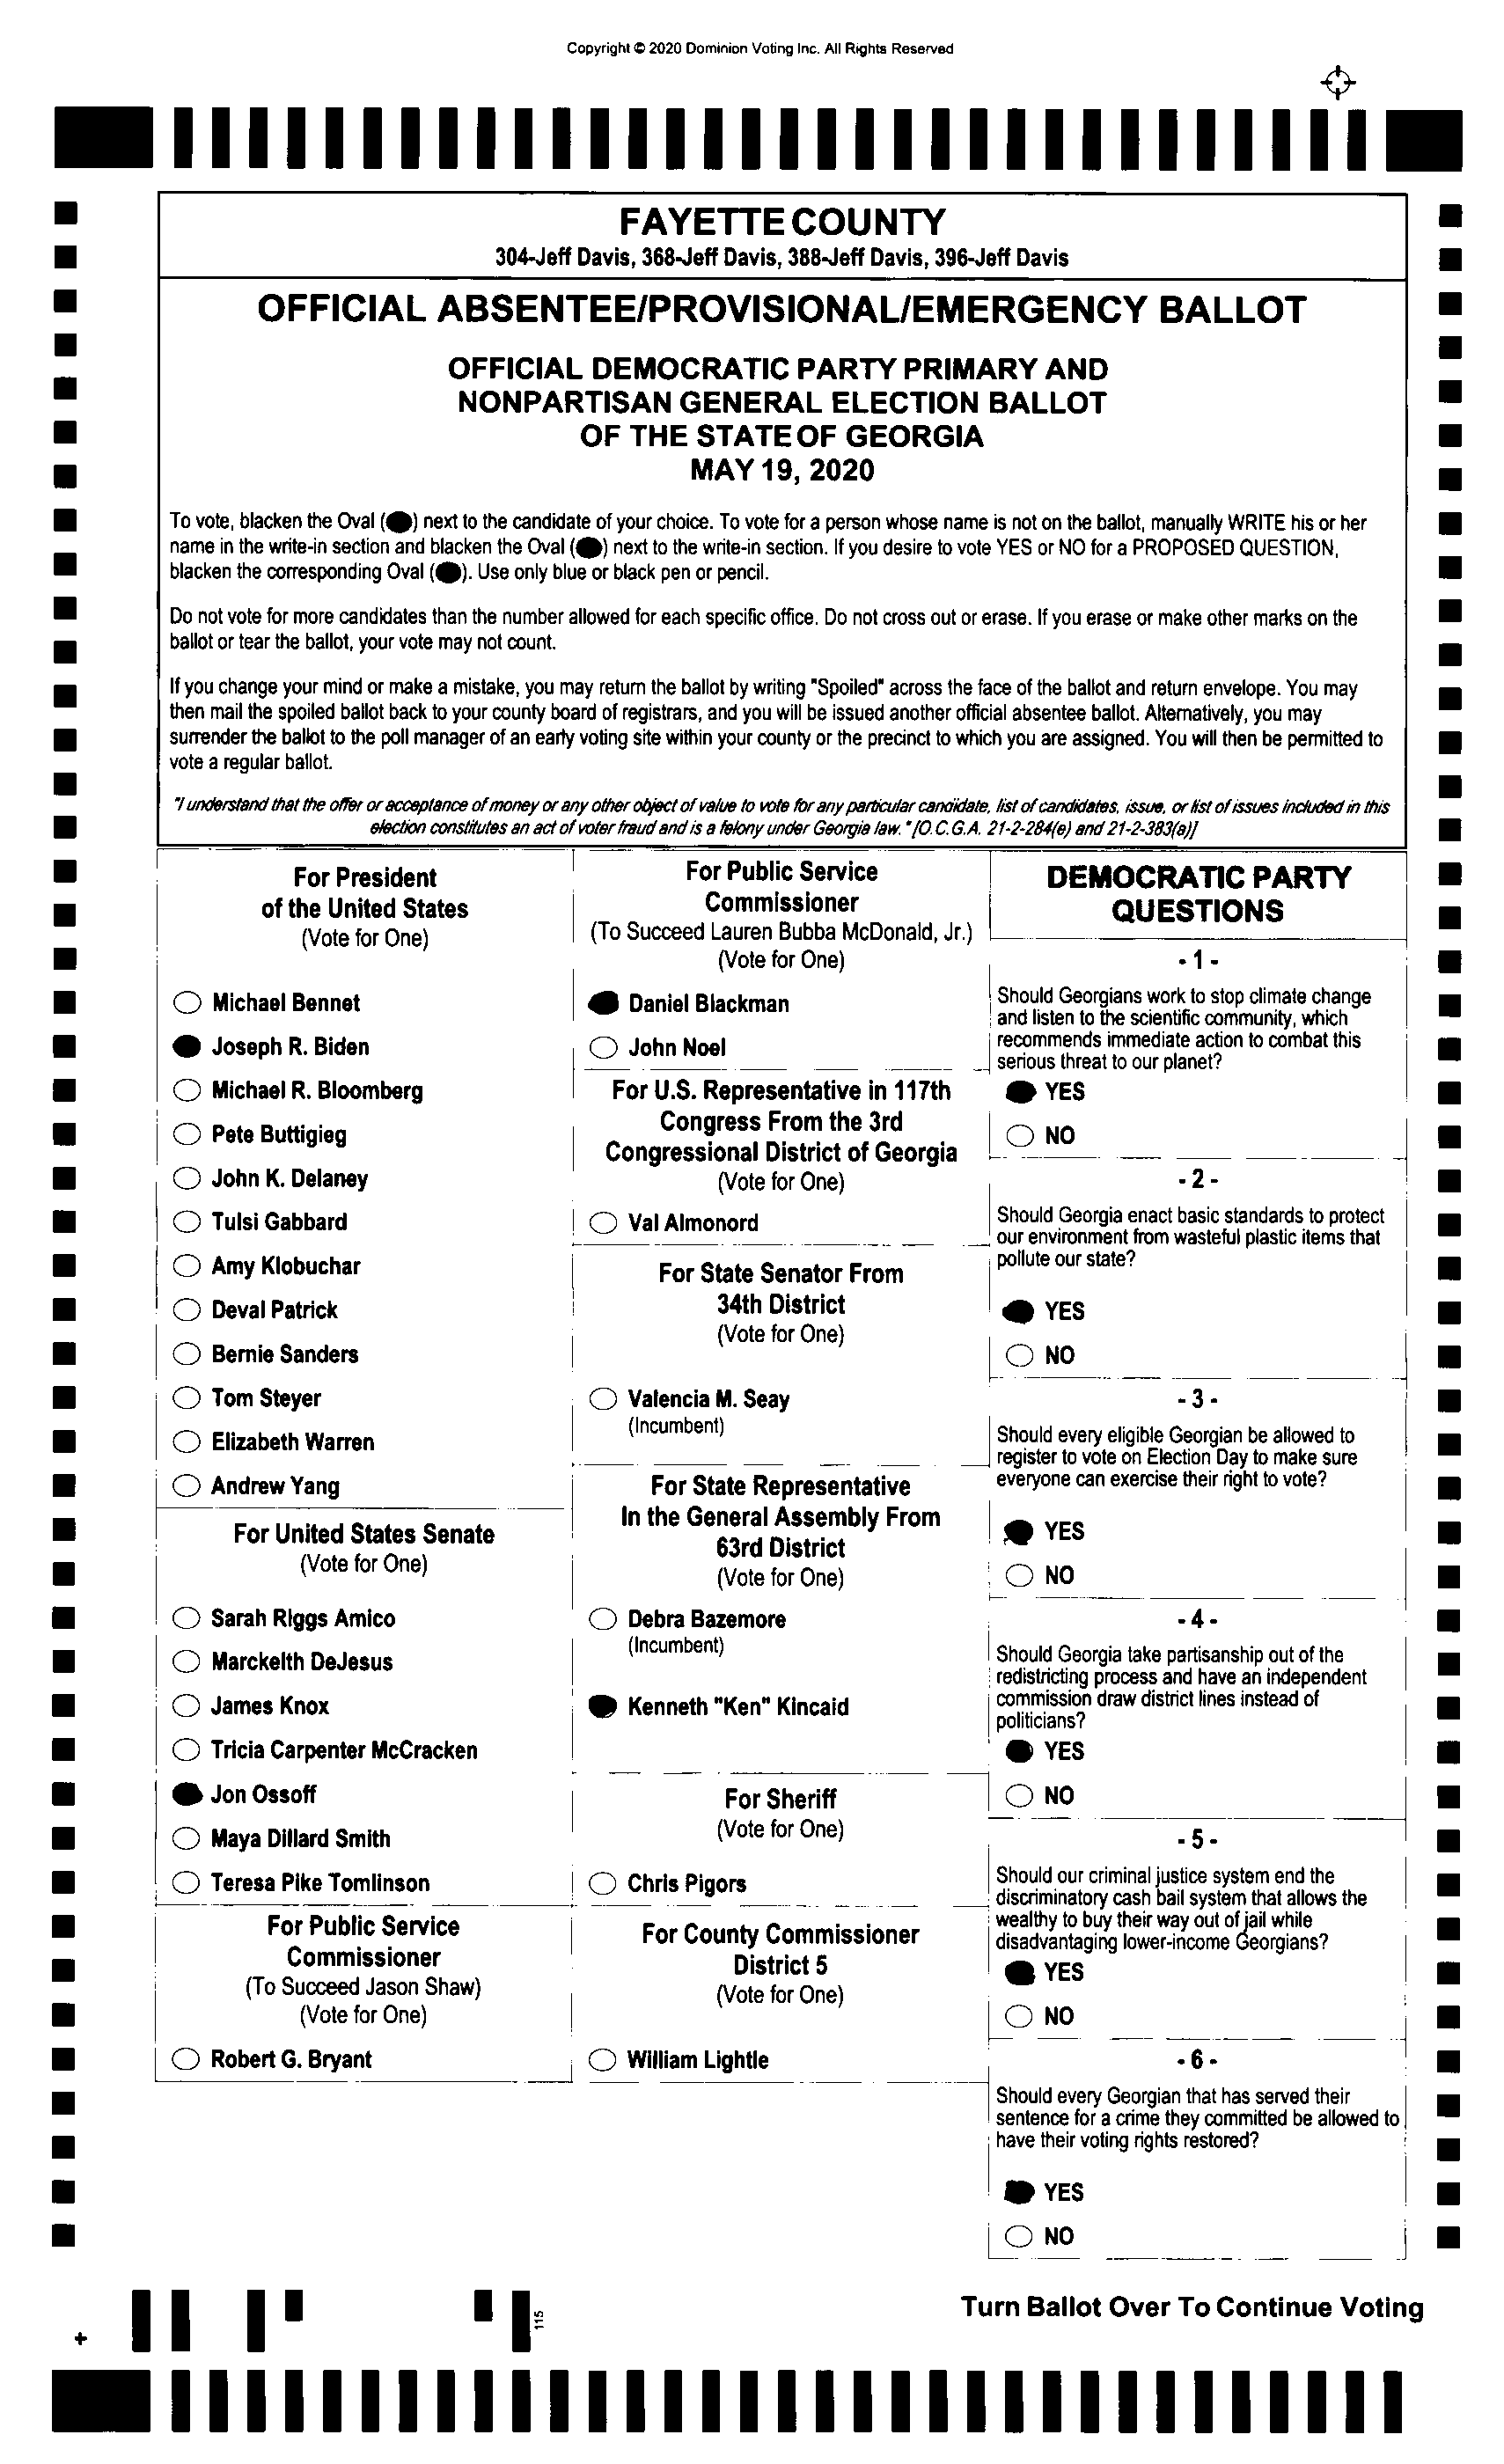 Copyright © 2020 Dominion Voting Inc. All Rights Reserved
FAYETTE COUNTY
304-Jeff Davis, 368-Jeff Davis, 388-Jeff Davis, 396-Jeff Davis
OFFICIAL ABSENTEE/PROVISIONAL/EMERGENCY BALLOT
OFFICIAL DEMOCRATIC PARTY PRIMARY AND
NONPARTISAN GENERAL ELECTION BALLOT
OF THE STATE OF GEORGIA
MAY 19, 2020
To vote, blacken the Oval (⬬) next to the candidate of your choice. To vote for a person whose name is not on the ballot, manually WRITE his or her
name in the write-in section and blacken the Oval (⬬) next to the write-in section. If you desire to vote YES or NO for a PROPOSED QUESTION,
blacken the corresponding Oval (⬬). Use only blue or black pen or pencil.
Do not vote for more candidates than the number allowed for each specific office. Do not cross out or erase. If you erase or make other marks on the
ballot or tear the ballot, your vote may not count.
If you change your mind or make a mistake, you may return the ballot by writing "Spoiled" across the face of the ballot and return envelope. You may
then mail the spoiled ballot back to your county board of registrars, and you will be issued another official absentee ballot. Alternatively, you may
surrender the ballot to the poll manager of an early voting site within your county or the precinct to which you are assigned. You will then be permitted to
vote a regular ballot.
"I understand that the offer or acceptance of money or any other object of value to vote for any particular candidate, list of candidates, issue, or list of issues included in this
election constitutes an act of voter fraud and is a felony under Georgia law." [O.C.G.A. 21-2-284(e) and 21-2-383(a)]
For President
of the United States
(Vote for One)
Michael Bennet
Joseph R. Biden
Michael R. Bloomberg
Pete Buttigieg
John K. Delaney
Tulsi Gabbard
Amy Klobuchar
Deval Patrick
Bernie Sanders
Tom Steyer
Elizabeth Warren
Andrew Yang
For United States Senate
(Vote for One)
Sarah Riggs Amico
Marckeith DeJesus
James Knox
Tricia Carpenter McCracken
Jon Ossoff
Maya Dillard Smith
Teresa Pike Tomlinson
For Public Service
Commissioner
(To Succeed Jason Shaw)
(Vote for One)
Robert G. Bryant
For Public Service
Commissioner
(To Succeed Lauren Bubba McDonald, Jr.)
(Vote for One)
Daniel Blackman
John Noel
For U.S. Representative in 117th
Congress From the 3rd
Congressional District of Georgia
(Vote for One)
Val Almonord
For State Senator From
34th District
(Vote for One)
Valencia M. Seay
(Incumbent)
For State Representative
In the General Assembly From
63rd District
(Vote for One)
Debra Bazemore
(Incumbent)
Kenneth "Ken" Kincaid
For Sheriff
(Vote for One)
Chris Pigors
For County Commissioner
District 5
(Vote for One)
William Lightle
DEMOCRATIC PARTY
QUESTIONS
- 1 -
Should Georgians work to stop climate change
and listen to the scientific community, which
recommends immediate action to combat this
serious threat to our planet?
YES
NO
- 2 -
Should Georgia enact basic standards to protect
our environment from wasteful plastic items that
pollute our state?
YES
NO
- 3 -
Should every eligible Georgian be allowed to
register to vote on Election Day to make sure
everyone can exercise their right to vote?
YES
NO
- 4 -
Should Georgia take partisanship out of the
redistricting process and have an independent
commission draw district lines instead of
politicians?
YES
NO
- 5 -
Should our criminal justice system end the
discriminatory cash bail system that allows the
wealthy to buy their way out of jail while
disadvantaging lower-income Georgians?
YES
NO
- 6 -
Should every Georgian that has served their
sentence for a crime they committed be allowed to
have their voting rights restored?
YES
NO
115
Turn Ballot Over To Continue Voting